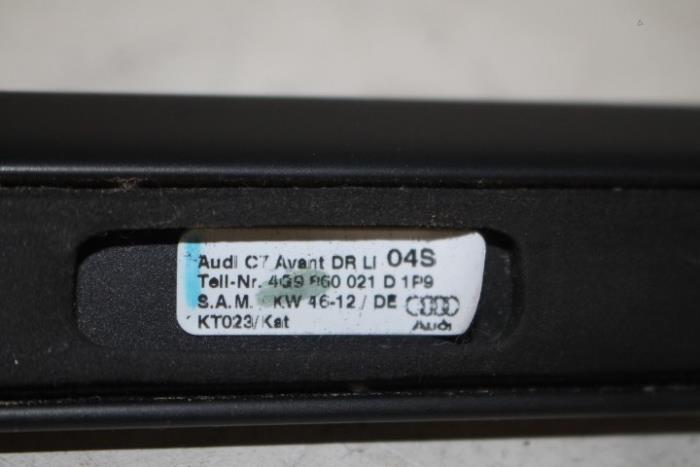 Audi C7 Avant DR LI 04S
Teil-Nr. 4G9 860 021 D 1P9
S.A.M. KW 46-12 / DE
Audi
KT023/Kat